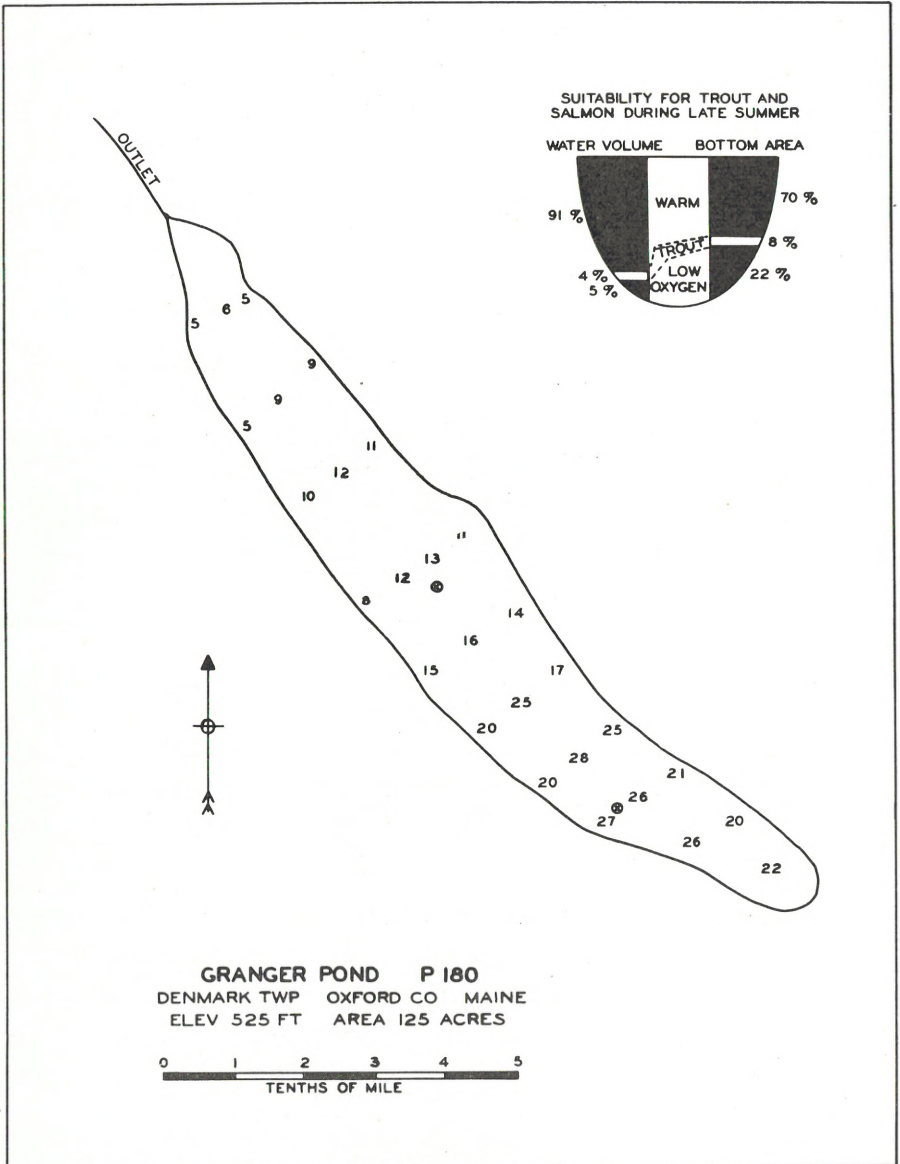 SUITABILITY FOR TROUT AND
SALMON DURING LATE SUMMER
WATER VOLUME BOTTOM AREA
WARM
70 %
91 %
TROUT
8 %
4 %
LOW
22 %
5 %
OXYGEN
OUTLET
5
6
5
9
9
5
11
12
10
11
13
12
8
14
16
15
17
25
20
25
28
21
20
26
27
20
26
22
GRANGER POND P 180
DENMARK TWP OXFORD CO MAINE
ELEV 525 FT AREA 125 ACRES
0 1 2 3 4 5
TENTHS OF MILE